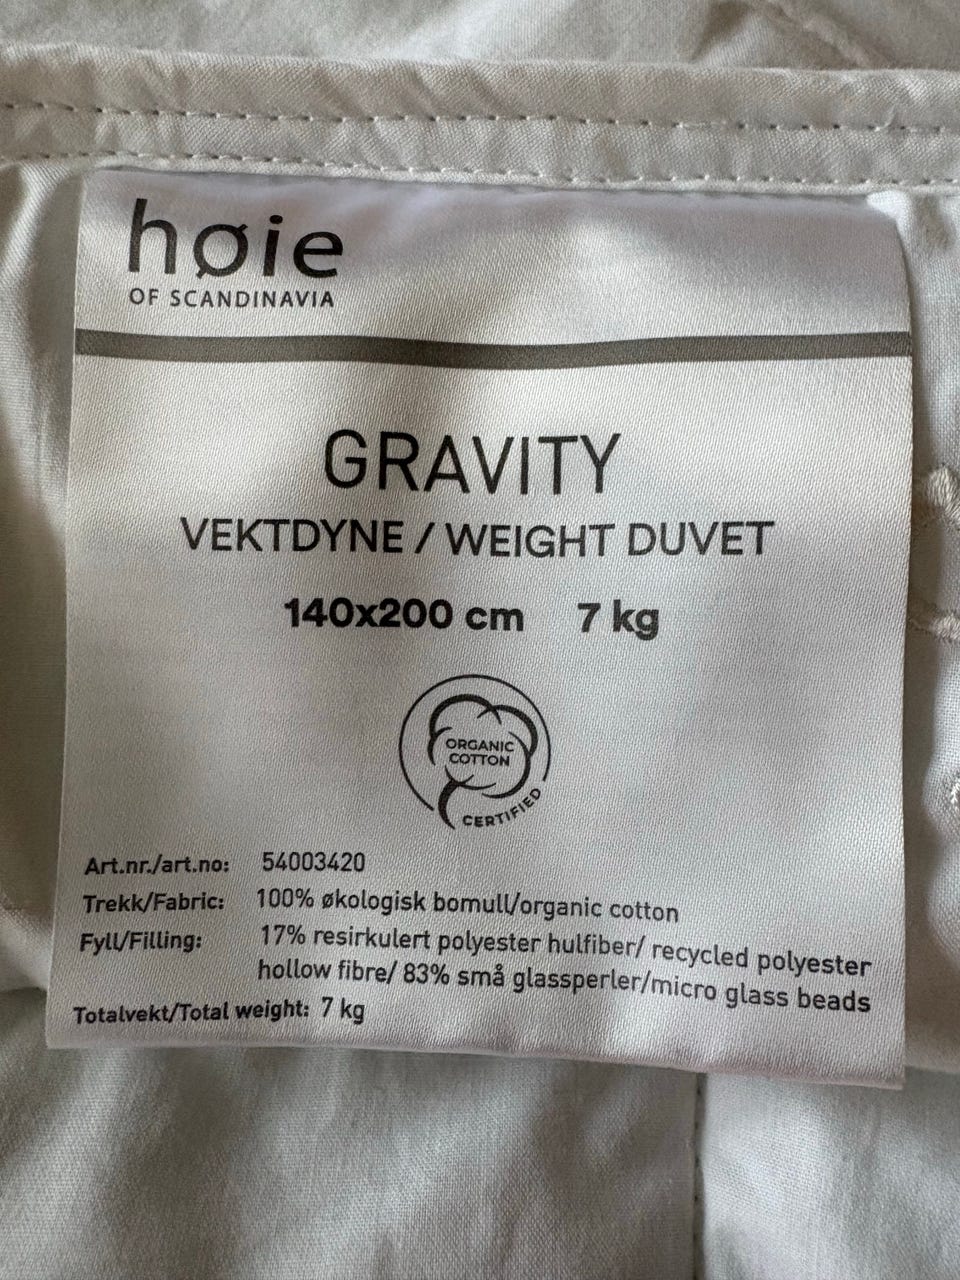 høie
OF SCANDINAVIA
GRAVITY
VEKTDYNE / WEIGHT DUVET
140x200 cm 7 kg
ORGANIC
COTTON
CERTIFIED
Art.nr./art.no: 54003420
Trekk/Fabric: 100% økologisk bomull/organic cotton
Fyll/Filling: 17% resirkulert polyester hulfiber/ recycled polyester
hollow fibre/ 83% små glassperler/micro glass beads
Totalvekt/Total weight: 7 kg